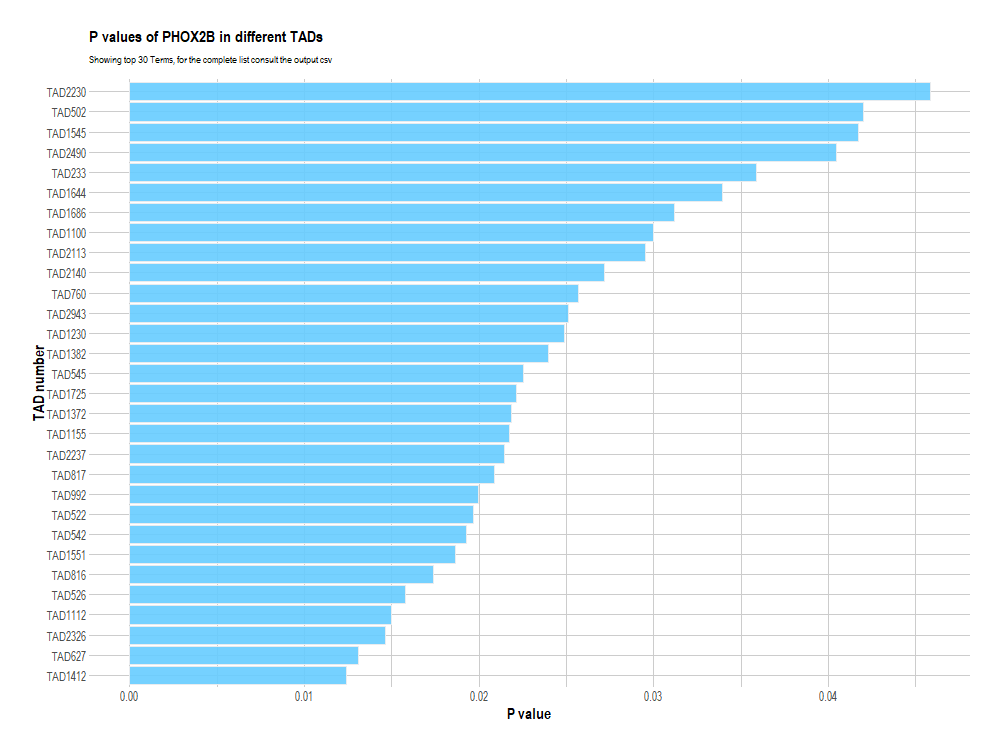 P values of PHOX2B in different TADs
Showing top 30 Terms, for the complete list consult the output csv
TAD number
TAD2230
TAD502
TAD1545
TAD2490
TAD233
TAD1644
TAD1686
TAD1100
TAD2113
TAD2140
TAD760
TAD2943
TAD1230
TAD1382
TAD545
TAD1725
TAD1372
TAD1155
TAD2237
TAD817
TAD992
TAD522
TAD542
TAD1551
TAD816
TAD526
TAD1112
TAD2326
TAD627
TAD1412
0.00 0.01 0.02 0.03 0.04
P value